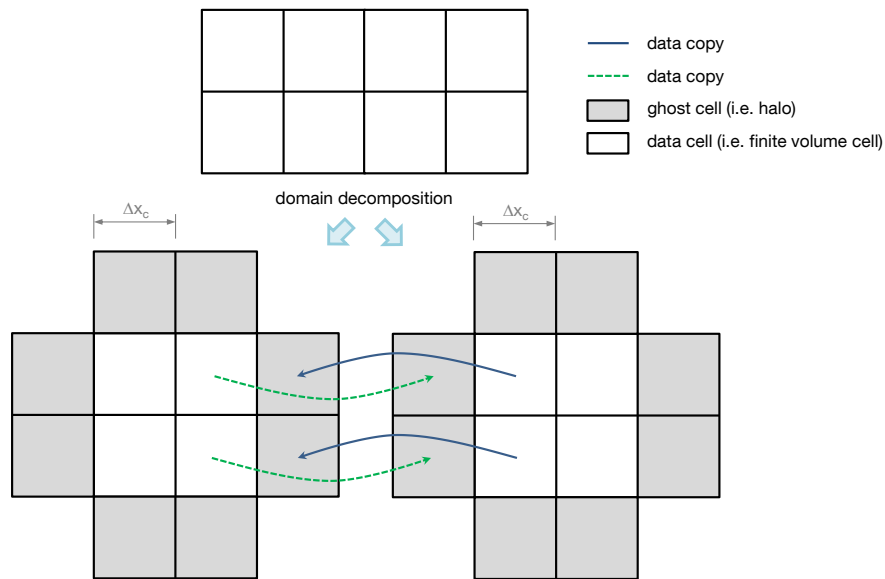 data copy
data copy
ghost cell (i.e. halo)
data cell (i.e. finite volume cell)
domain decomposition
Δxc
Δxc